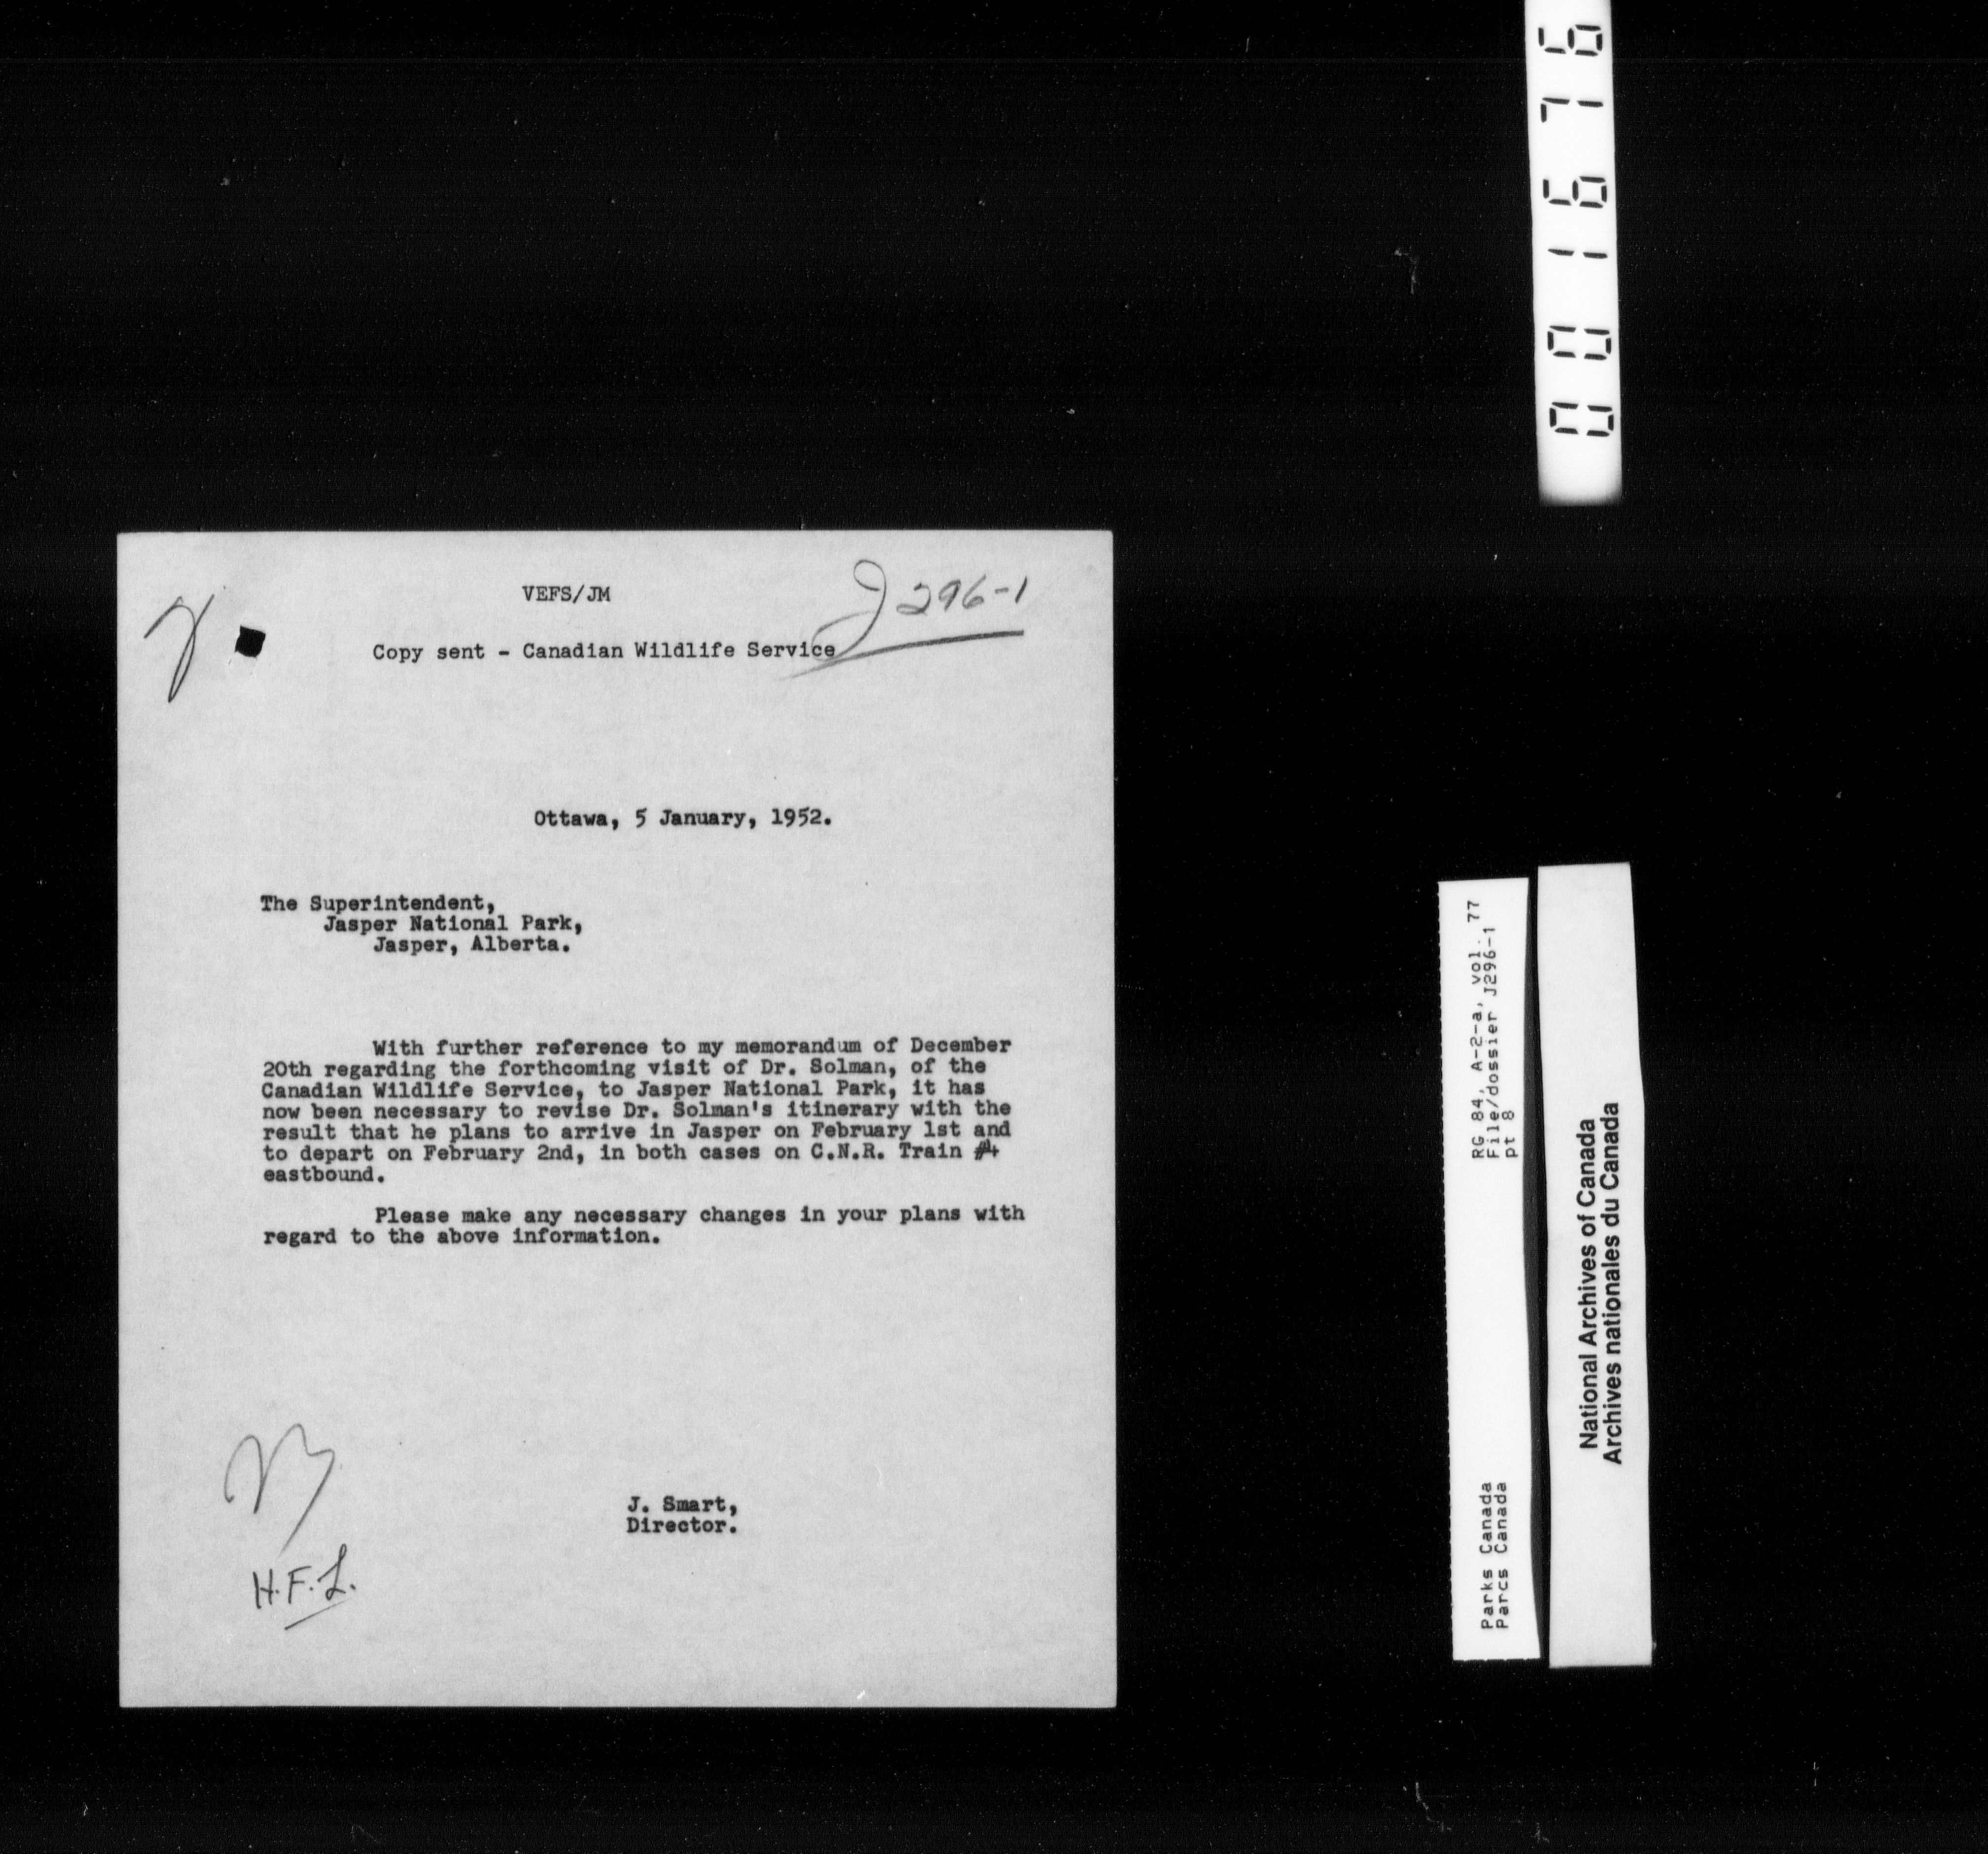 VEFS/JM
J296-1
Copy sent - Canadian Wildlife Service
Ottawa, 5 January, 1952.
The Superintendent,
Jasper National Park,
Jasper, Alberta.
With further reference to my memorandum of December
20th regarding the forthcoming visit of Dr. Solman, of the
Canadian Wildlife Service, to Jasper National Park, it has
now been necessary to revise Dr. Solman's itinerary with the
result that he plans to arrive in Jasper on February 1st and
to depart on February 2nd, in both cases on C.N.R. Train #4
eastbound.
Please make any necessary changes in your plans with
regard to the above information.
J. Smart,
Director.
H.F.L.
001676
RG 84, A-2-a, vol. 77
File/dossier J296-1
pt 8
Parks Canada
Parcs Canada
National Archives of Canada
Archives nationales du Canada